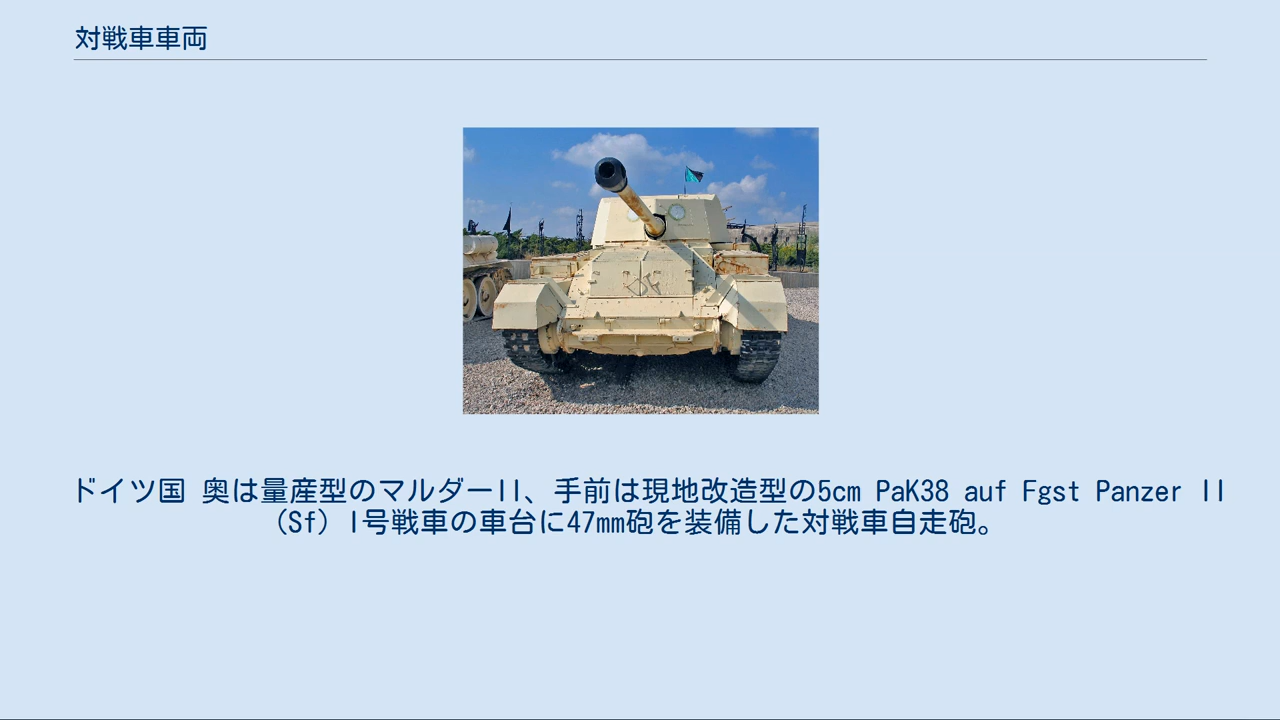 対戦車車両
ドイツ国 奥は量産型のマルダーII、手前は現地改造型の5cm PaK38 auf Fgst Panzer II
（Sf）I号戦車の車台に47mm砲を装備した対戦車自走砲。